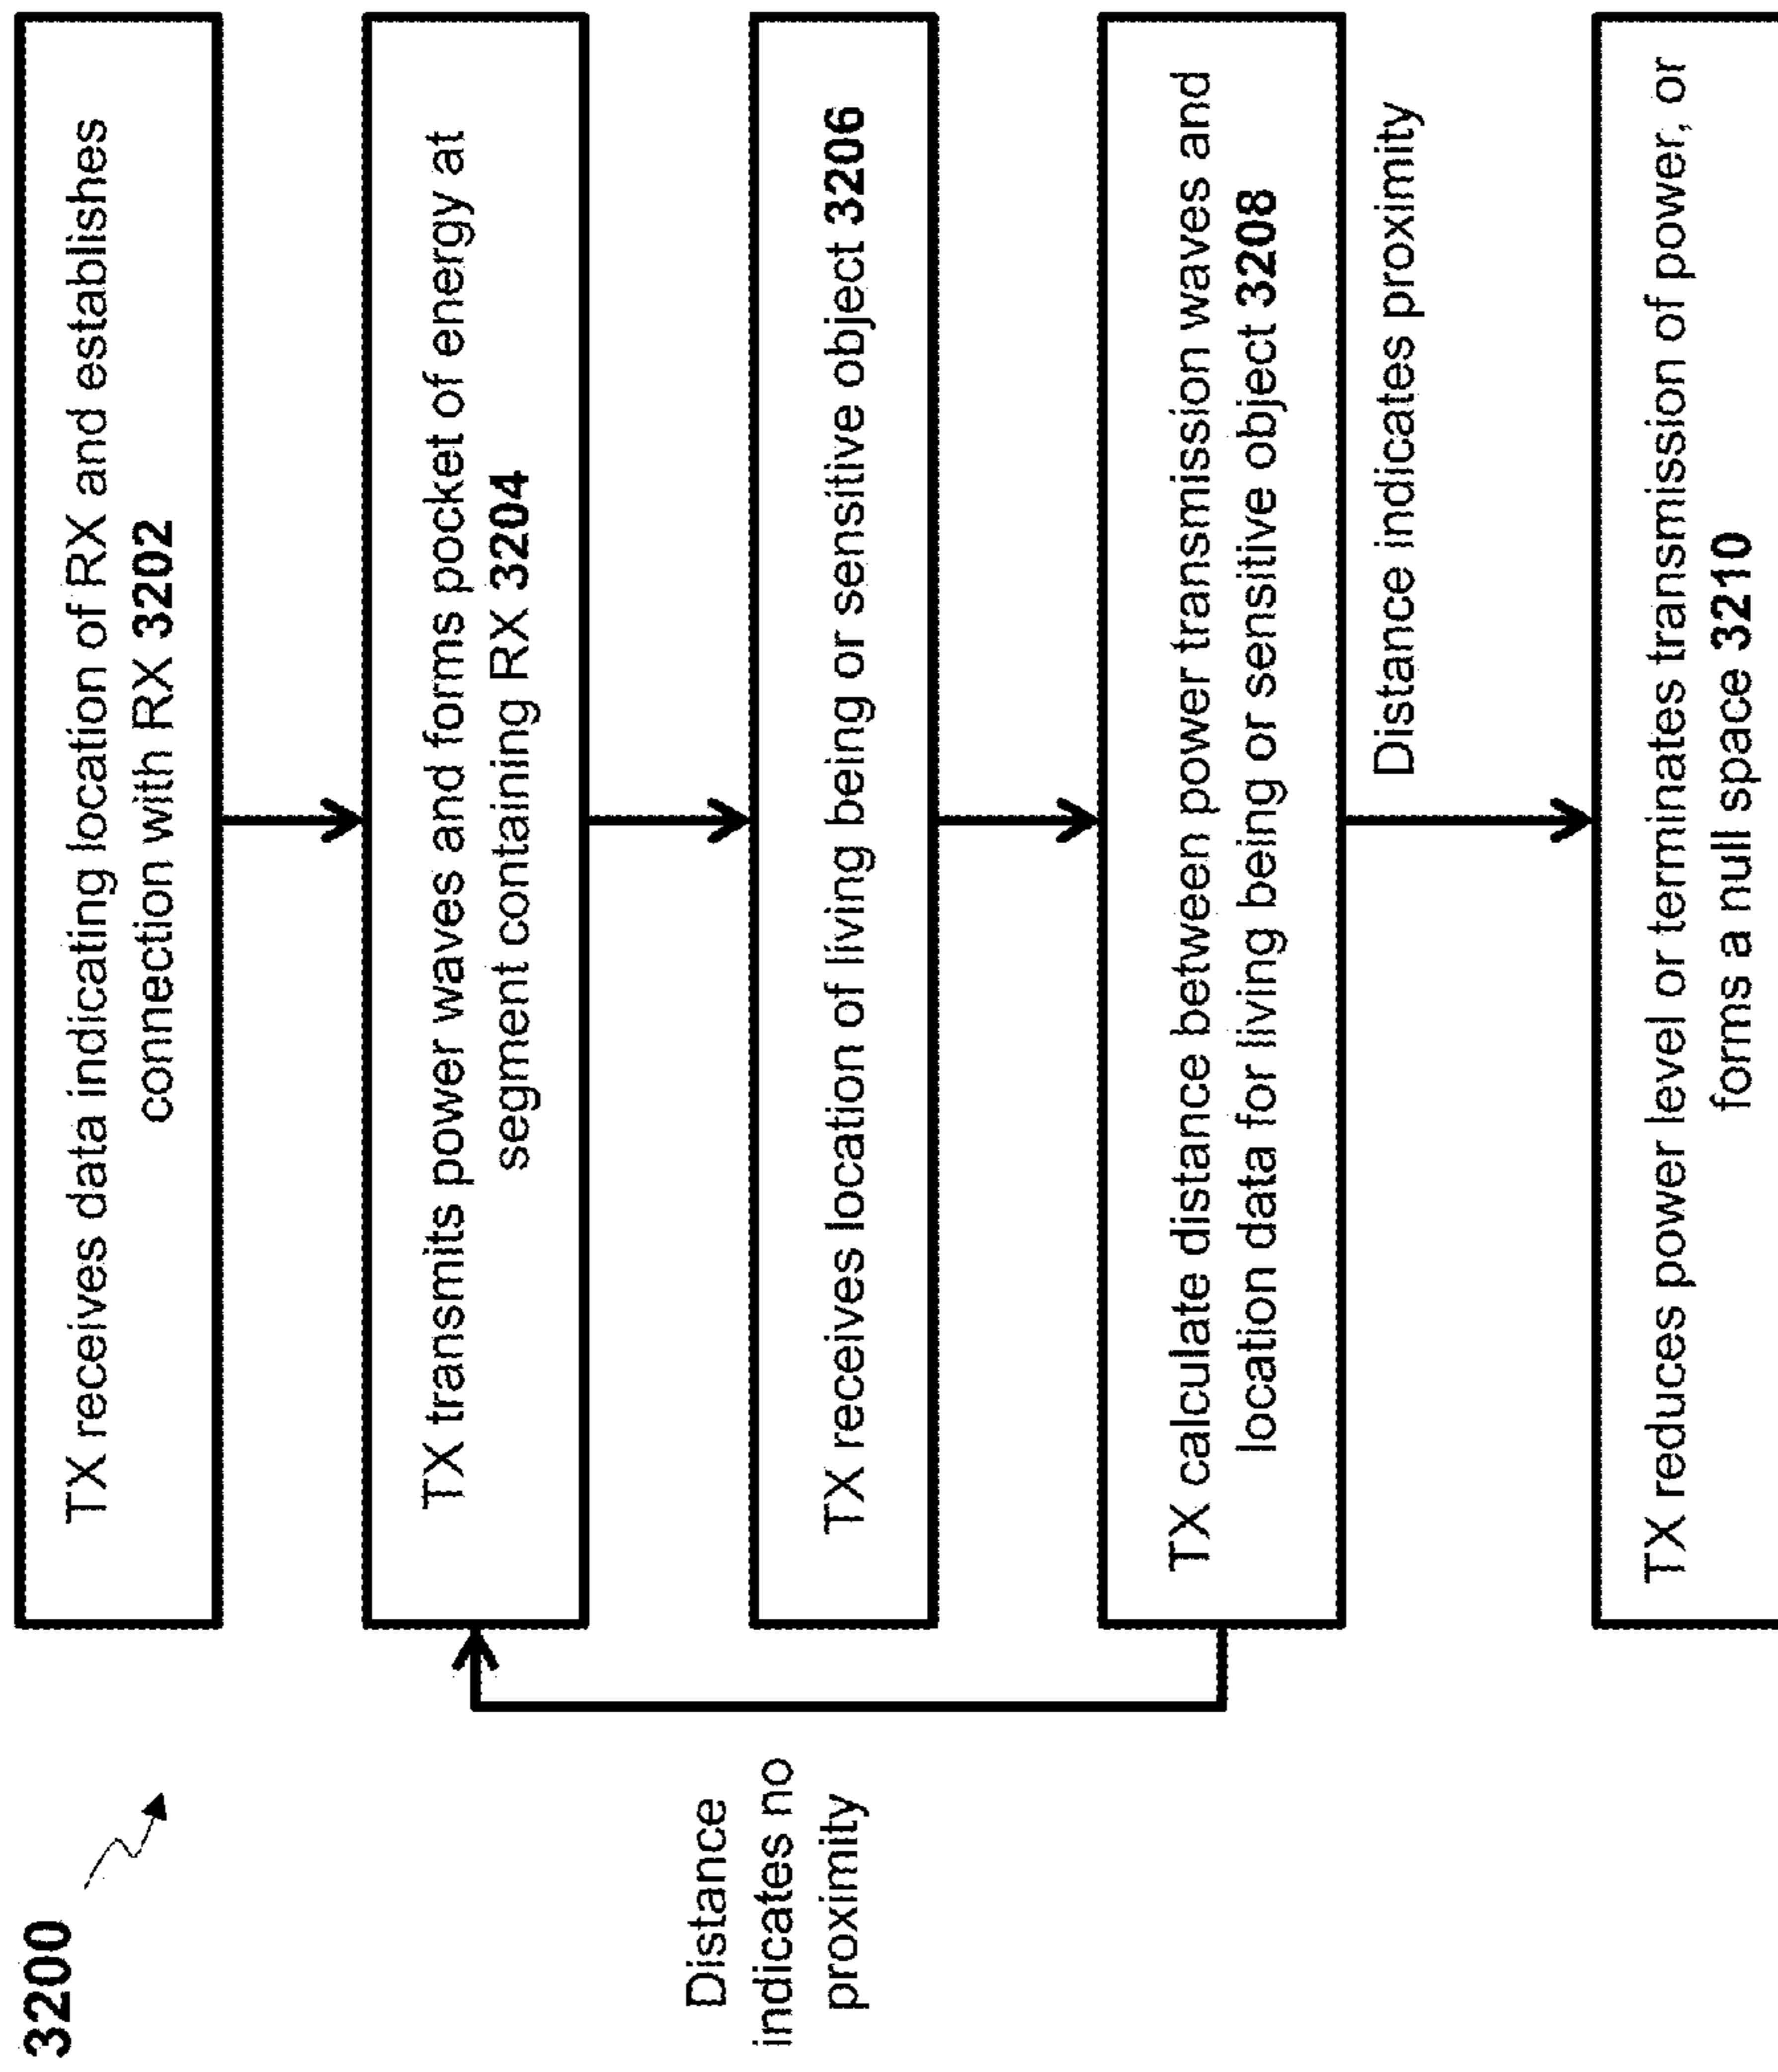 3200
TX receives data indicating location of RX and establishes
connection with RX 3202
TX transmits power waves and forms pocket of energy at
segment containing RX 3204
TX receives location of living being or sensitive object 3206
Distance
indicates no
proximity
TX calculate distance between power transmission waves and
location data for living being or sensitive object 3208
Distance indicates proximity
TX reduces power level or terminates transmission of power, or
forms a null space 3210